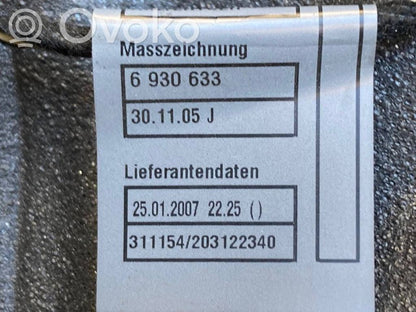 Ovoko
Masszeichnung
6 930 633
30.11.05 J
Lieferantendaten
25.01.2007 22.25 ( )
311154/203122340